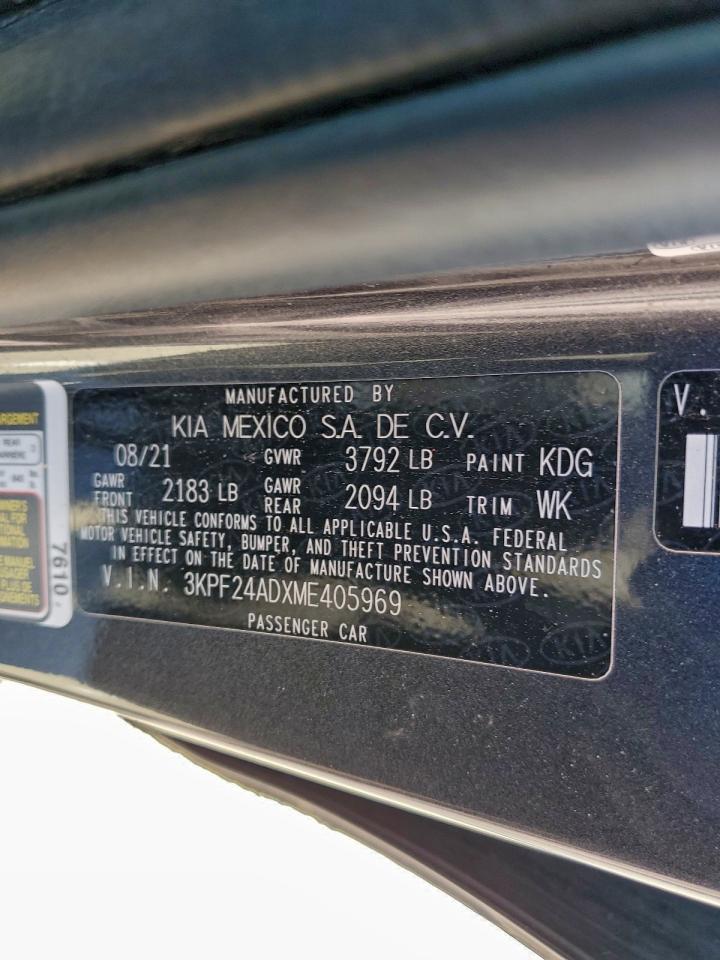 MANUFACTURED BY
KIA MEXICO S.A. DE C.V.
08/21 GVWR 3792 LB PAINT KDG
GAWR FRONT 2183 LB GAWR REAR 2094 LB TRIM WK
THIS VEHICLE CONFORMS TO ALL APPLICABLE U.S.A. FEDERAL
MOTOR VEHICLE SAFETY, BUMPER, AND THEFT PREVENTION STANDARDS
IN EFFECT ON THE DATE OF MANUFACTURE SHOWN ABOVE.
V.I.N. 3KPF24ADXME405969
PASSENGER CAR
REAR
7610
V.